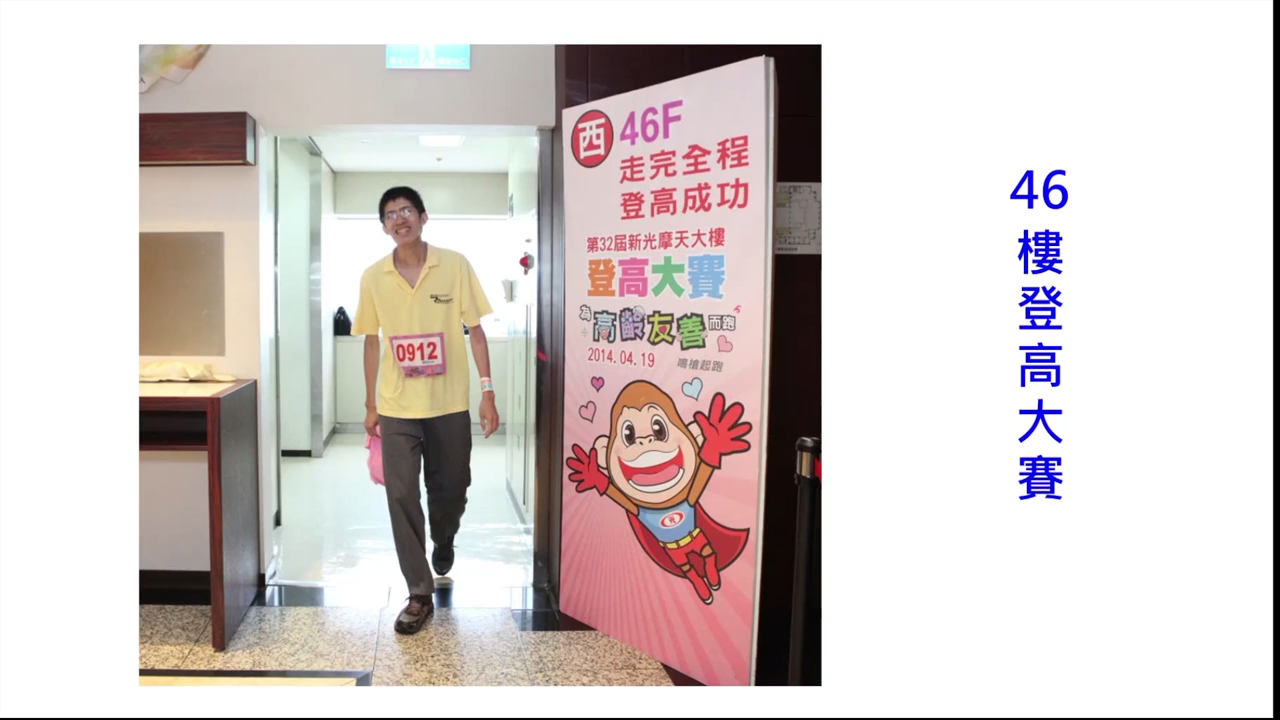 西
46F
走完全程
登高成功
第32屆新光摩天大樓
登高大賽
為高齡友善而跑
2014.04.19
鳴槍起跑
0912
46
樓
登
高
大
賽